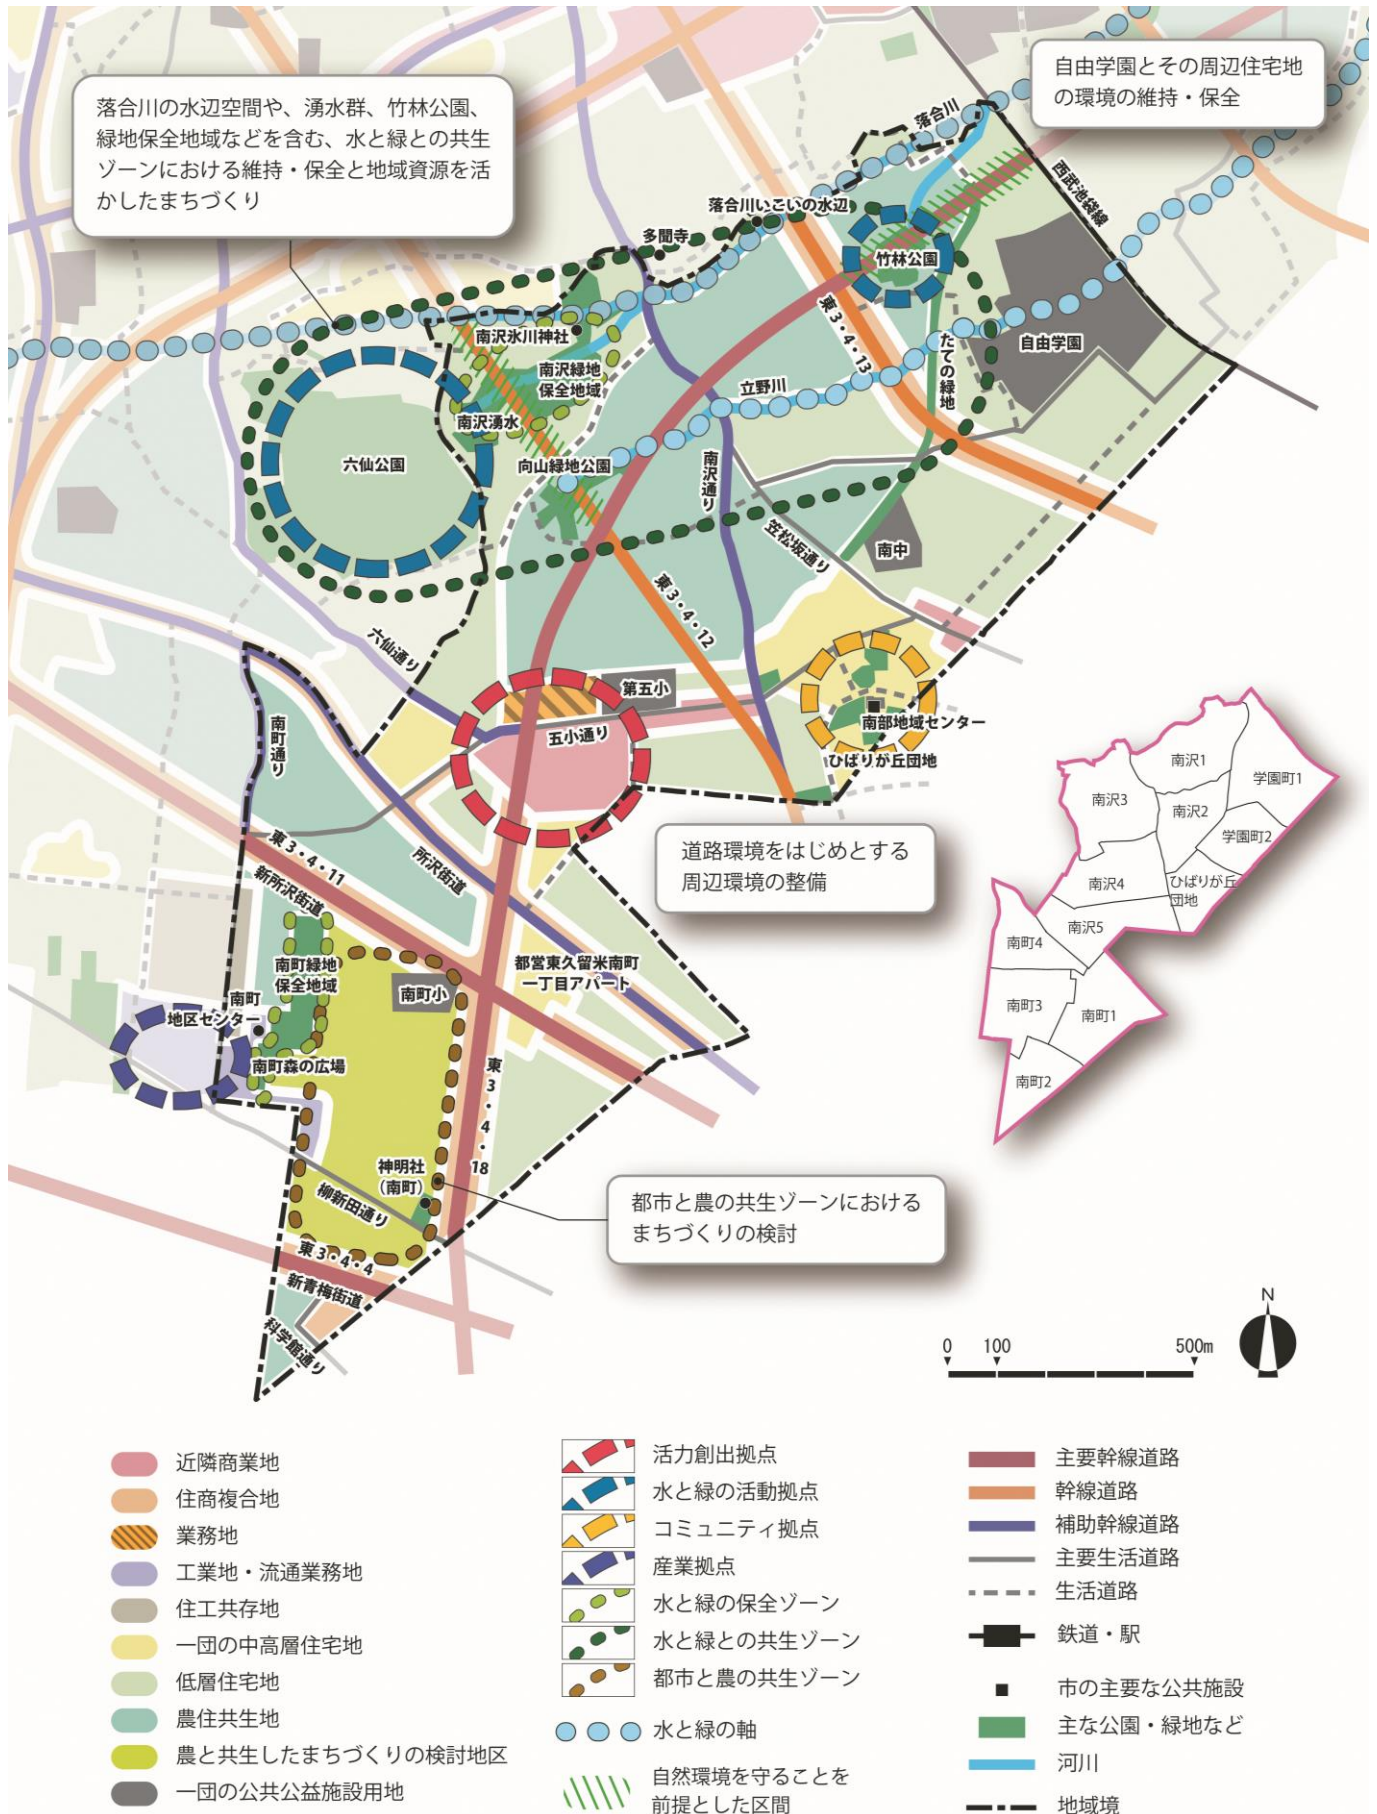 落合川の水辺空間や、湧水群、竹林公園、
緑地保全地域などを含む、水と緑との共生
ゾーンにおける維持・保全と地域資源を活
かしたまちづくり
自由学園とその周辺住宅地
の環境の維持・保全
落合川
西武池袋線
落合川いこいの水辺
多聞寺
竹林公園
東3・4・13
南沢氷川神社
自由学園
たての緑地
南沢緑地
保全地域
立野川
南沢湧水
六仙公園
向山緑地公園
南沢通り
笠松坂通り
南中
東3・4・12
六仙通り
第五小
南部地域センター
五小通り
ひばりが丘団地
南町通り
道路環境をはじめとする
周辺環境の整備
東3・4・11
新所沢街道
所沢街道
南町緑地
保全地域
南町小
都営東久留米南町
一丁目アパート
南町
地区センター
南町森の広場
東3・4・18
神明社
(南町)
柳新田通り
都市と農の共生ゾーンにおける
まちづくりの検討
東3・4・4
新青梅街道
科学館通り
南沢1
学園町1
南沢3
南沢2
学園町2
南沢4
ひばりが丘
団地
南沢5
南町4
南町3
南町1
南町2
N
0 100 500m
近隣商業地
住商複合地
業務地
工業地・流通業務地
住工共存地
一団の中高層住宅地
低層住宅地
農住共生地
農と共生したまちづくりの検討地区
一団の公共公益施設用地
活力創出拠点
水と緑の活動拠点
コミュニティ拠点
産業拠点
水と緑の保全ゾーン
水と緑との共生ゾーン
都市と農の共生ゾーン
水と緑の軸
自然環境を守ることを
前提とした区間
主要幹線道路
幹線道路
補助幹線道路
主要生活道路
生活道路
鉄道・駅
市の主要な公共施設
主な公園・緑地など
河川
地域境